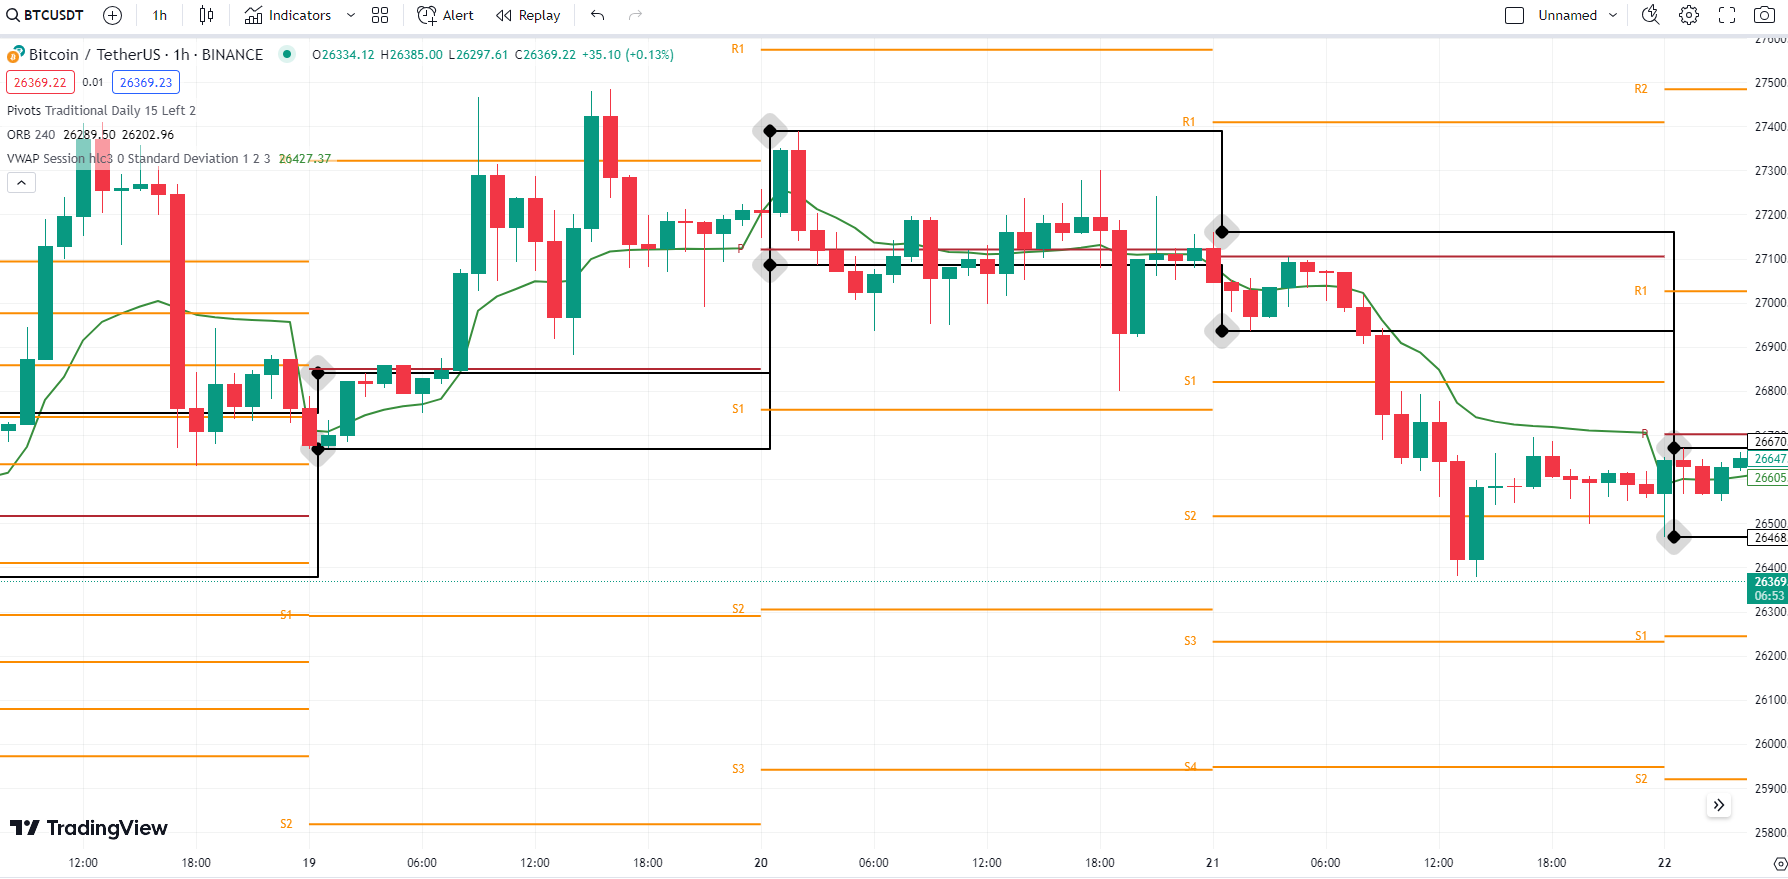 BTCUSDT 1h Indicators Alert Replay Unnamed
Bitcoin / TetherUS · 1h · BINANCE O26334.12 H26385.00 L26297.61 C26369.22 +35.10 (+0.13%)
26369.22 0.01 26369.23
Pivots Traditional Daily 15 Left 2
ORB 240 26289.50 26202.96
VWAP Session hlc3 0 Standard Deviation 1 2 3 26427.37
R1
R1
R2
R1
P
P
S1
S1
S2
S1
S2
S3
S1
S3
S4
S2
S2
27500
27400
27300
27200
27100
27000
26900
26800
26670
26647
26605
26500
26468
26400
26369
06:53
26300
26200
26100
26000
25900
25800
TradingView
12:00 18:00 19 06:00 12:00 18:00 20 06:00 12:00 18:00 21 06:00 12:00 18:00 22